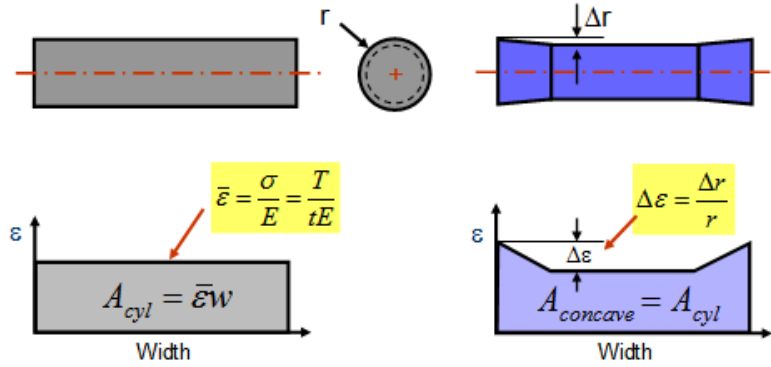 r
Δr
ε̄ = σ/E = T/tE
Δε = Δr/r
ε
A_cyl = ε̄w
Width
ε
Δε
A_concave = A_cyl
Width